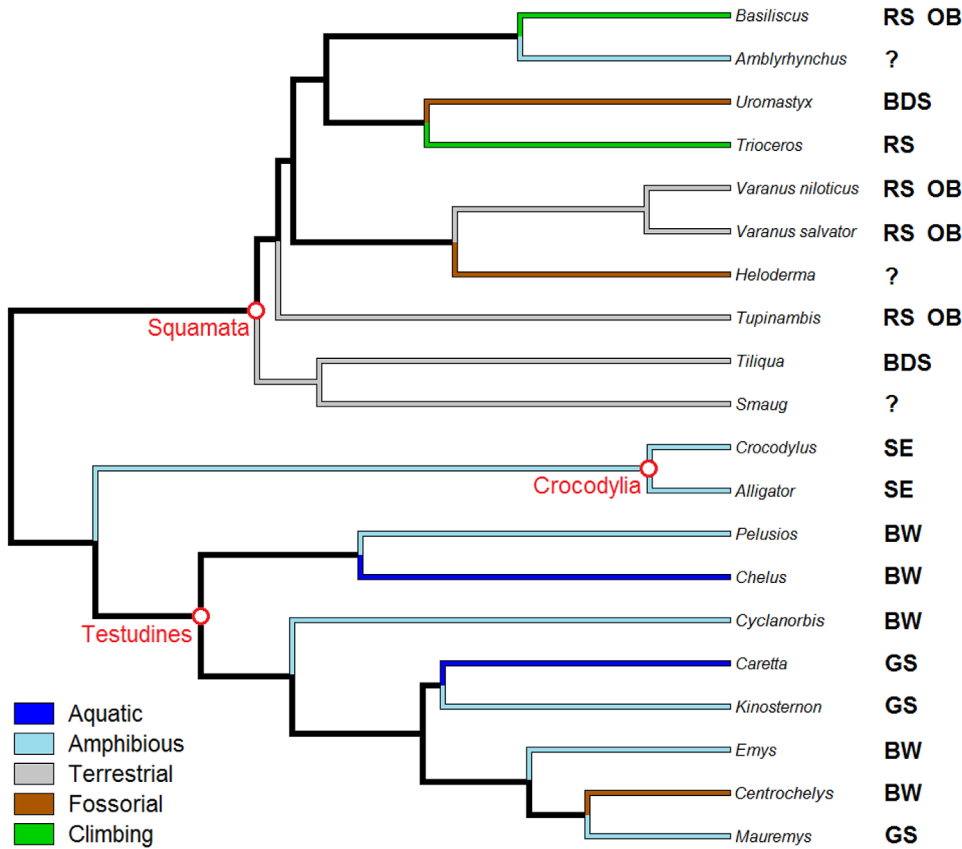 Basiliscus RS OB
Amblyrhynchus ?
Uromastyx BDS
Trioceros RS
Varanus niloticus RS OB
Varanus salvator RS OB
Heloderma ?
Squamata
Tupinambis RS OB
Tiliqua BDS
Smaug ?
Crocodylus SE
Crocodylia
Alligator SE
Pelusios BW
Chelus BW
Testudines
Cyclanorbis BW
Caretta GS
Kinosternon GS
Emys BW
Centrochelys BW
Mauremys GS
Aquatic
Amphibious
Terrestrial
Fossorial
Climbing